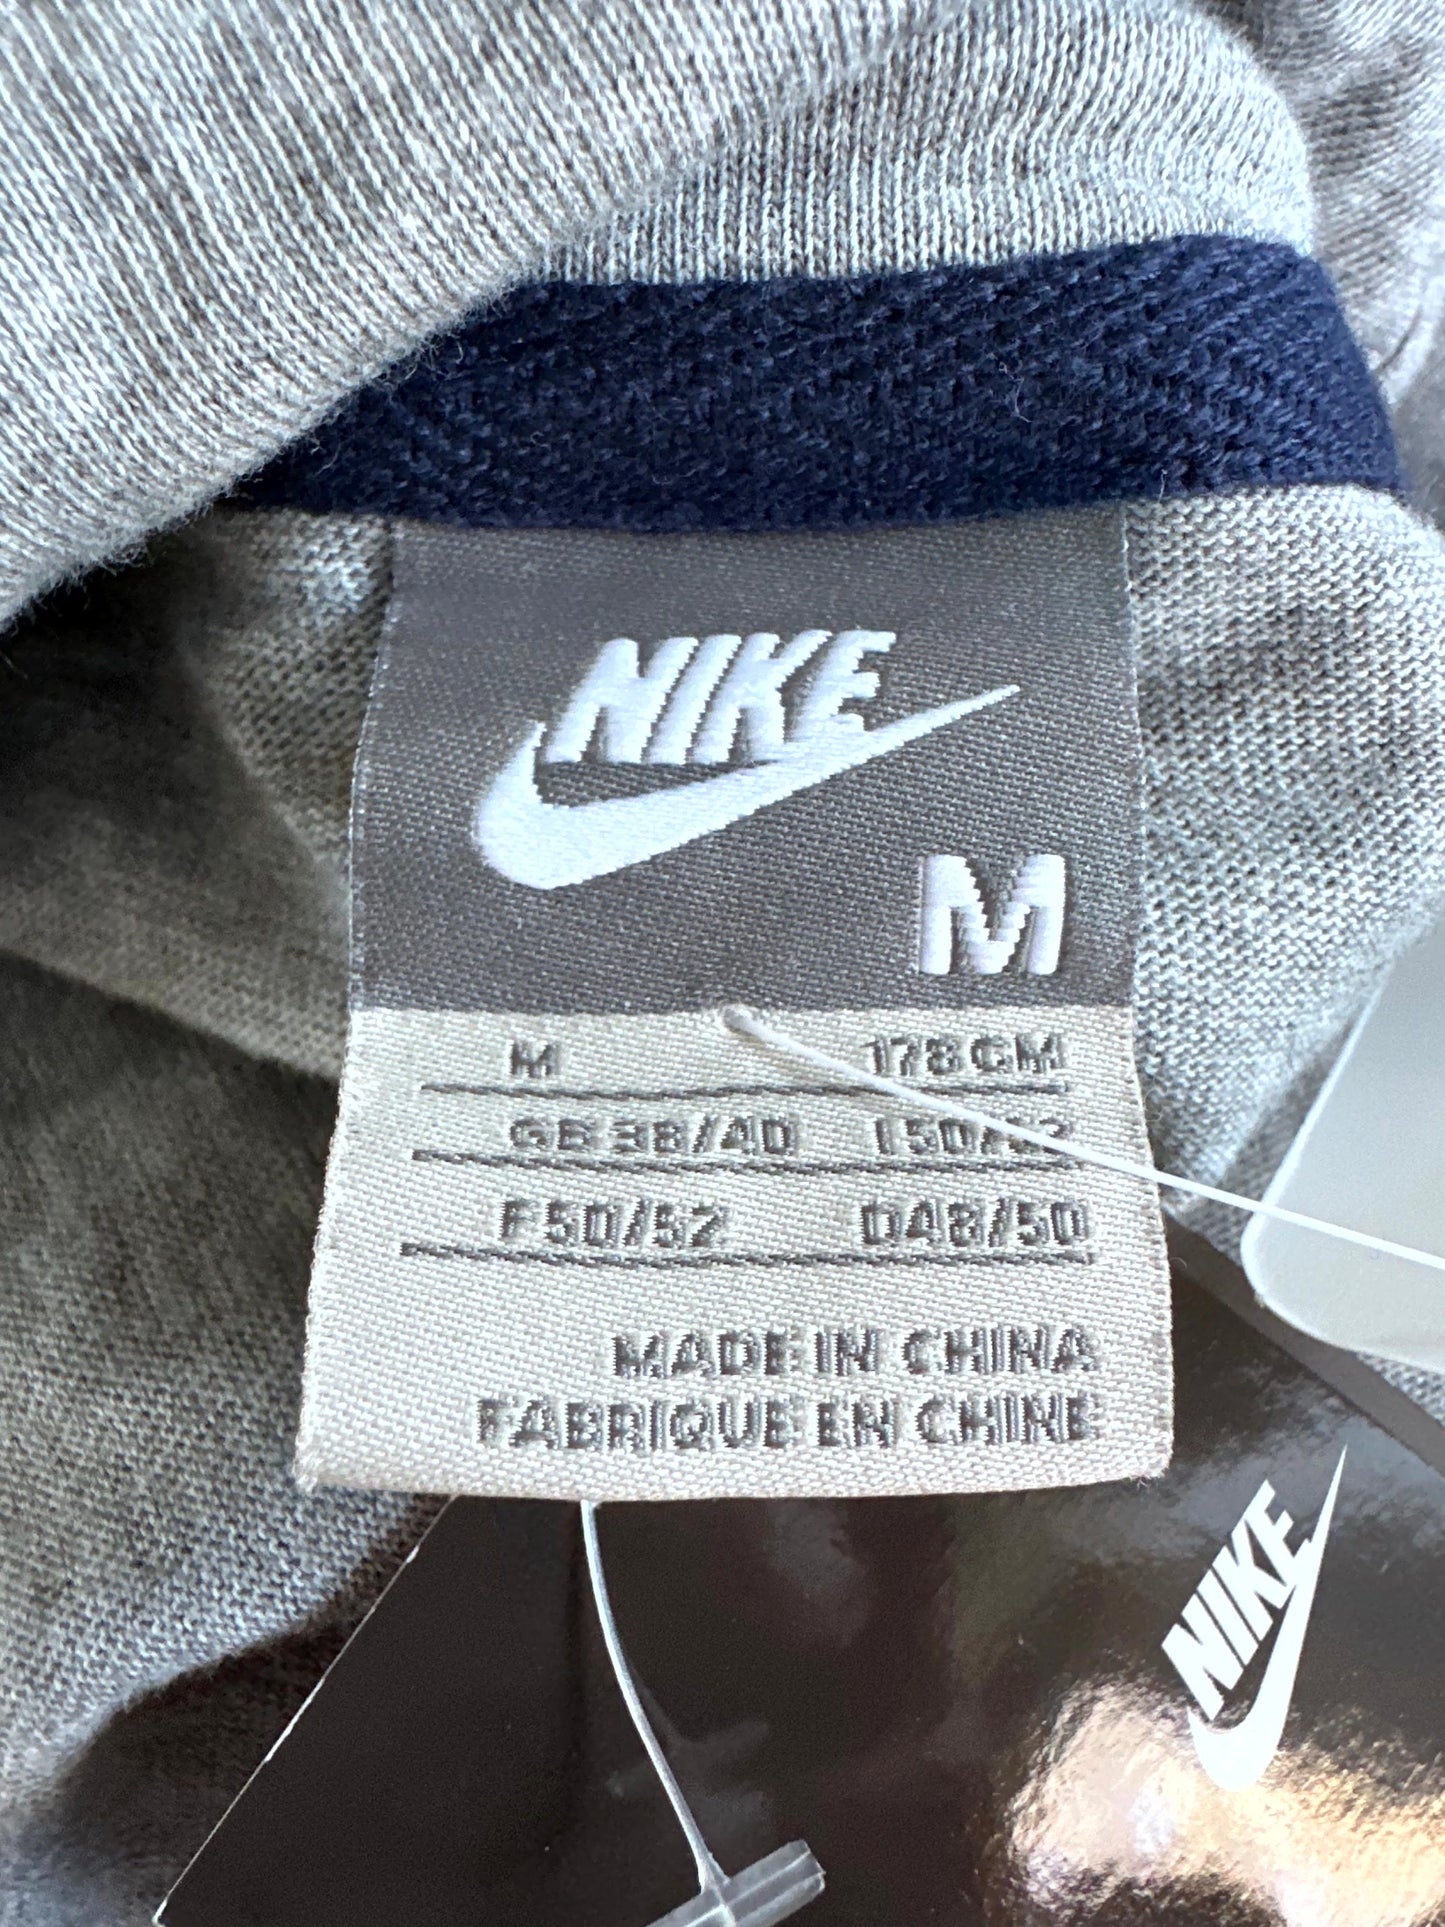 NIKE
M
M 178CM
GB 38/40
F 50/52 D48/50
MADE IN CHINA
FABRIQUE EN CHINE
NIKE